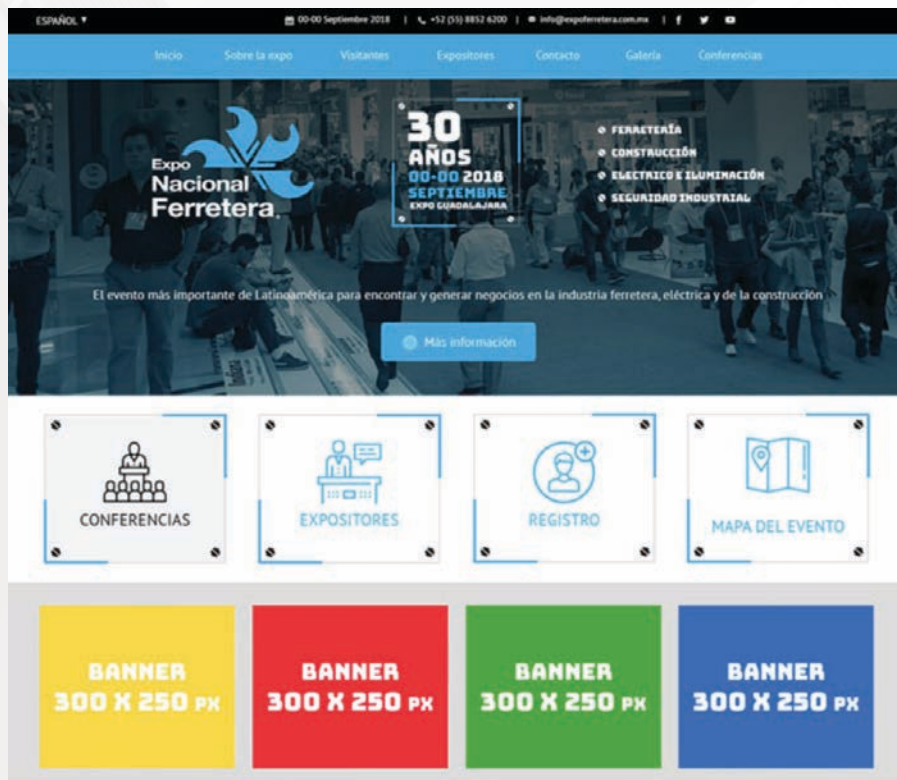 ESPAÑOL ▼
00-00 Septiembre 2018 | +52 (55) 8852 6200 | info@expoferretera.com.mx |
Inicio Sobre la expo Visitantes Expositores Contacto Galería Conferencias
Expo
Nacional
Ferretera
30
AÑOS
00-00 2018
SEPTIEMBRE
EXPO GUADALAJARA
FERRETERÍA
CONSTRUCCIÓN
ELECTRICO E ILUMINACIÓN
SEGURIDAD INDUSTRIAL
El evento más importante de Latinoamérica para encontrar y generar negocios en la industria ferretera, eléctrica y de la construcción
Más información
CONFERENCIAS
EXPOSITORES
REGISTRO
MAPA DEL EVENTO
BANNER
300 X 250 PX
BANNER
300 X 250 PX
BANNER
300 X 250 PX
BANNER
300 X 250 PX